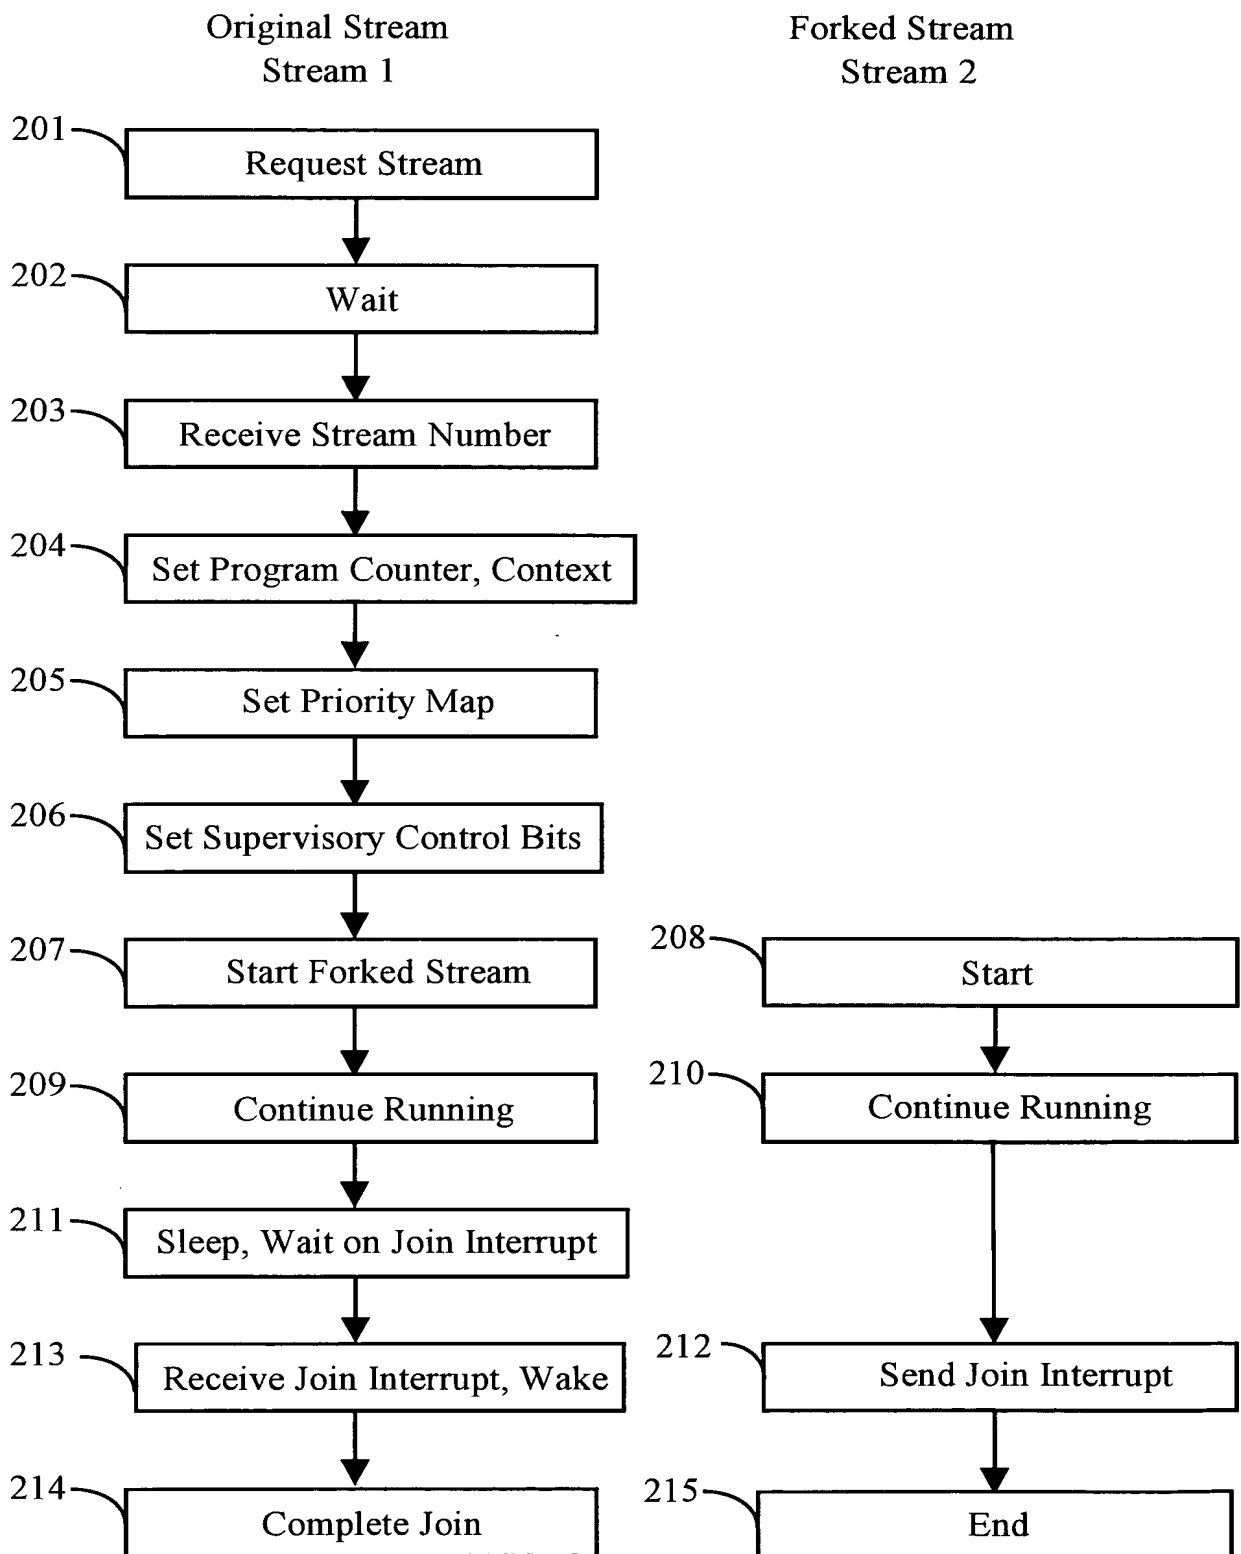 Original Stream
Stream 1
Forked Stream
Stream 2
201
Request Stream
202
Wait
203
Receive Stream Number
204
Set Program Counter, Context
205
Set Priority Map
206
Set Supervisory Control Bits
207
Start Forked Stream
208
Start
209
Continue Running
210
Continue Running
211
Sleep, Wait on Join Interrupt
213
Receive Join Interrupt, Wake
212
Send Join Interrupt
214
Complete Join
215
End